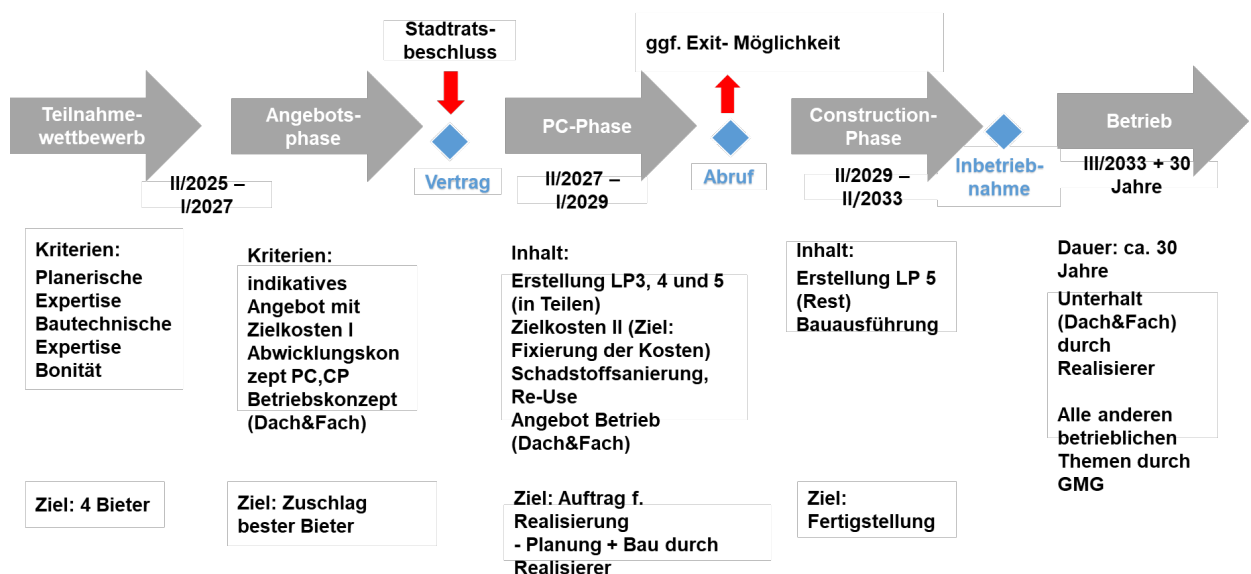 Stadtrats-
beschluss
ggf. Exit- Möglichkeit
Teilnahme-
wettbewerb
Angebots-
phase
PC-Phase
Construction-
Phase
Betrieb
Vertrag
Abruf
Inbetrieb-
nahme
II/2025 –
I/2027
II/2027 –
I/2029
II/2029 –
II/2033
III/2033 + 30
Jahre
Kriterien:
Planerische
Expertise
Bautechnische
Expertise
Bonität
Kriterien:
indikatives
Angebot mit
Zielkosten I
Abwicklungskon
zept PC,CP
Betriebskonzept
(Dach&Fach)
Inhalt:
Erstellung LP3, 4 und 5
(in Teilen)
Zielkosten II (Ziel:
Fixierung der Kosten)
Schadstoffsanierung,
Re-Use
Angebot Betrieb
(Dach&Fach)
Inhalt:
Erstellung LP 5
(Rest)
Bauausführung
Dauer: ca. 30
Jahre
Unterhalt
(Dach&Fach)
durch
Realisierer
Alle anderen
betrieblichen
Themen durch
GMG
Ziel: 4 Bieter
Ziel: Zuschlag
bester Bieter
Ziel: Auftrag f.
Realisierung
- Planung + Bau durch
Realisierer
Ziel:
Fertigstellung